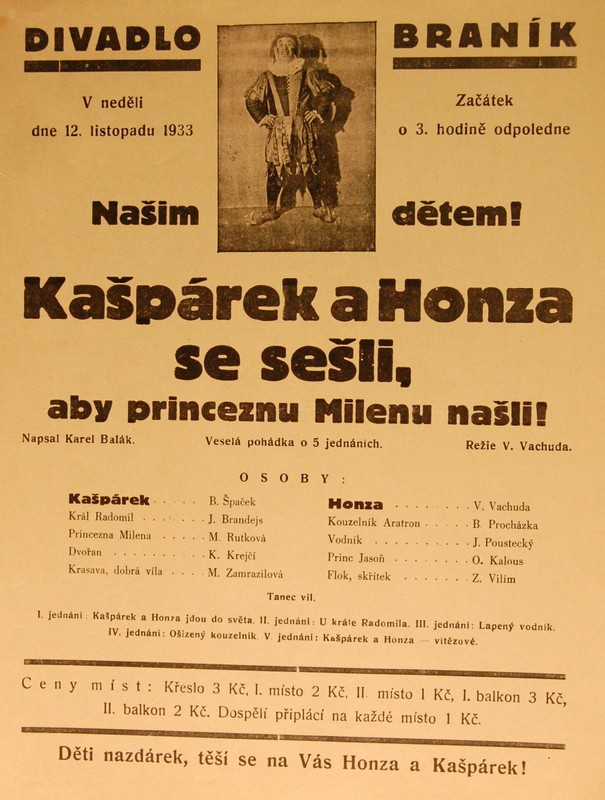 DIVADLO BRANÍK
V neděli
dne 12. listopadu 1933
Začátek
o 3. hodině odpoledne
Našim dětem!
Kašpárek a Honza
se sešli,
aby princeznu Milenu našli!
Napsal Karel Balák. Veselá pohádka o 5 jednáních. Režie V. Vachuda.
OSOBY:
Kašpárek ····· B. Špaček
Král Radomil ······ J. Brandejs
Princezna Milena ····· M. Rutková
Dvořan ········ K. Krejčí
Krasava, dobrá víla ···· M. Zamrazilová
Honza ········ V. Vachuda
Kouzelník Aratron ····· B. Procházka
Vodník ·········· J. Poustecký
Princ Jasoň ······· O. Kalous
Flok, skřítek ······· Z. Vilím
Tanec vil.
I. jednání: Kašpárek a Honza jdou do světa. II. jednání: U krále Radomila. III. jednání: Lapený vodník.
IV. jednání: Ošizený kouzelník. V. jednání: Kašpárek a Honza — vítězové.
Ceny míst: Křeslo 3 Kč, I. místo 2 Kč, II. místo 1 Kč, I. balkon 3 Kč,
II. balkon 2 Kč. Dospělí připlácí na každé místo 1 Kč.
Děti nazdárek, těší se na Vás Honza a Kašpárek!